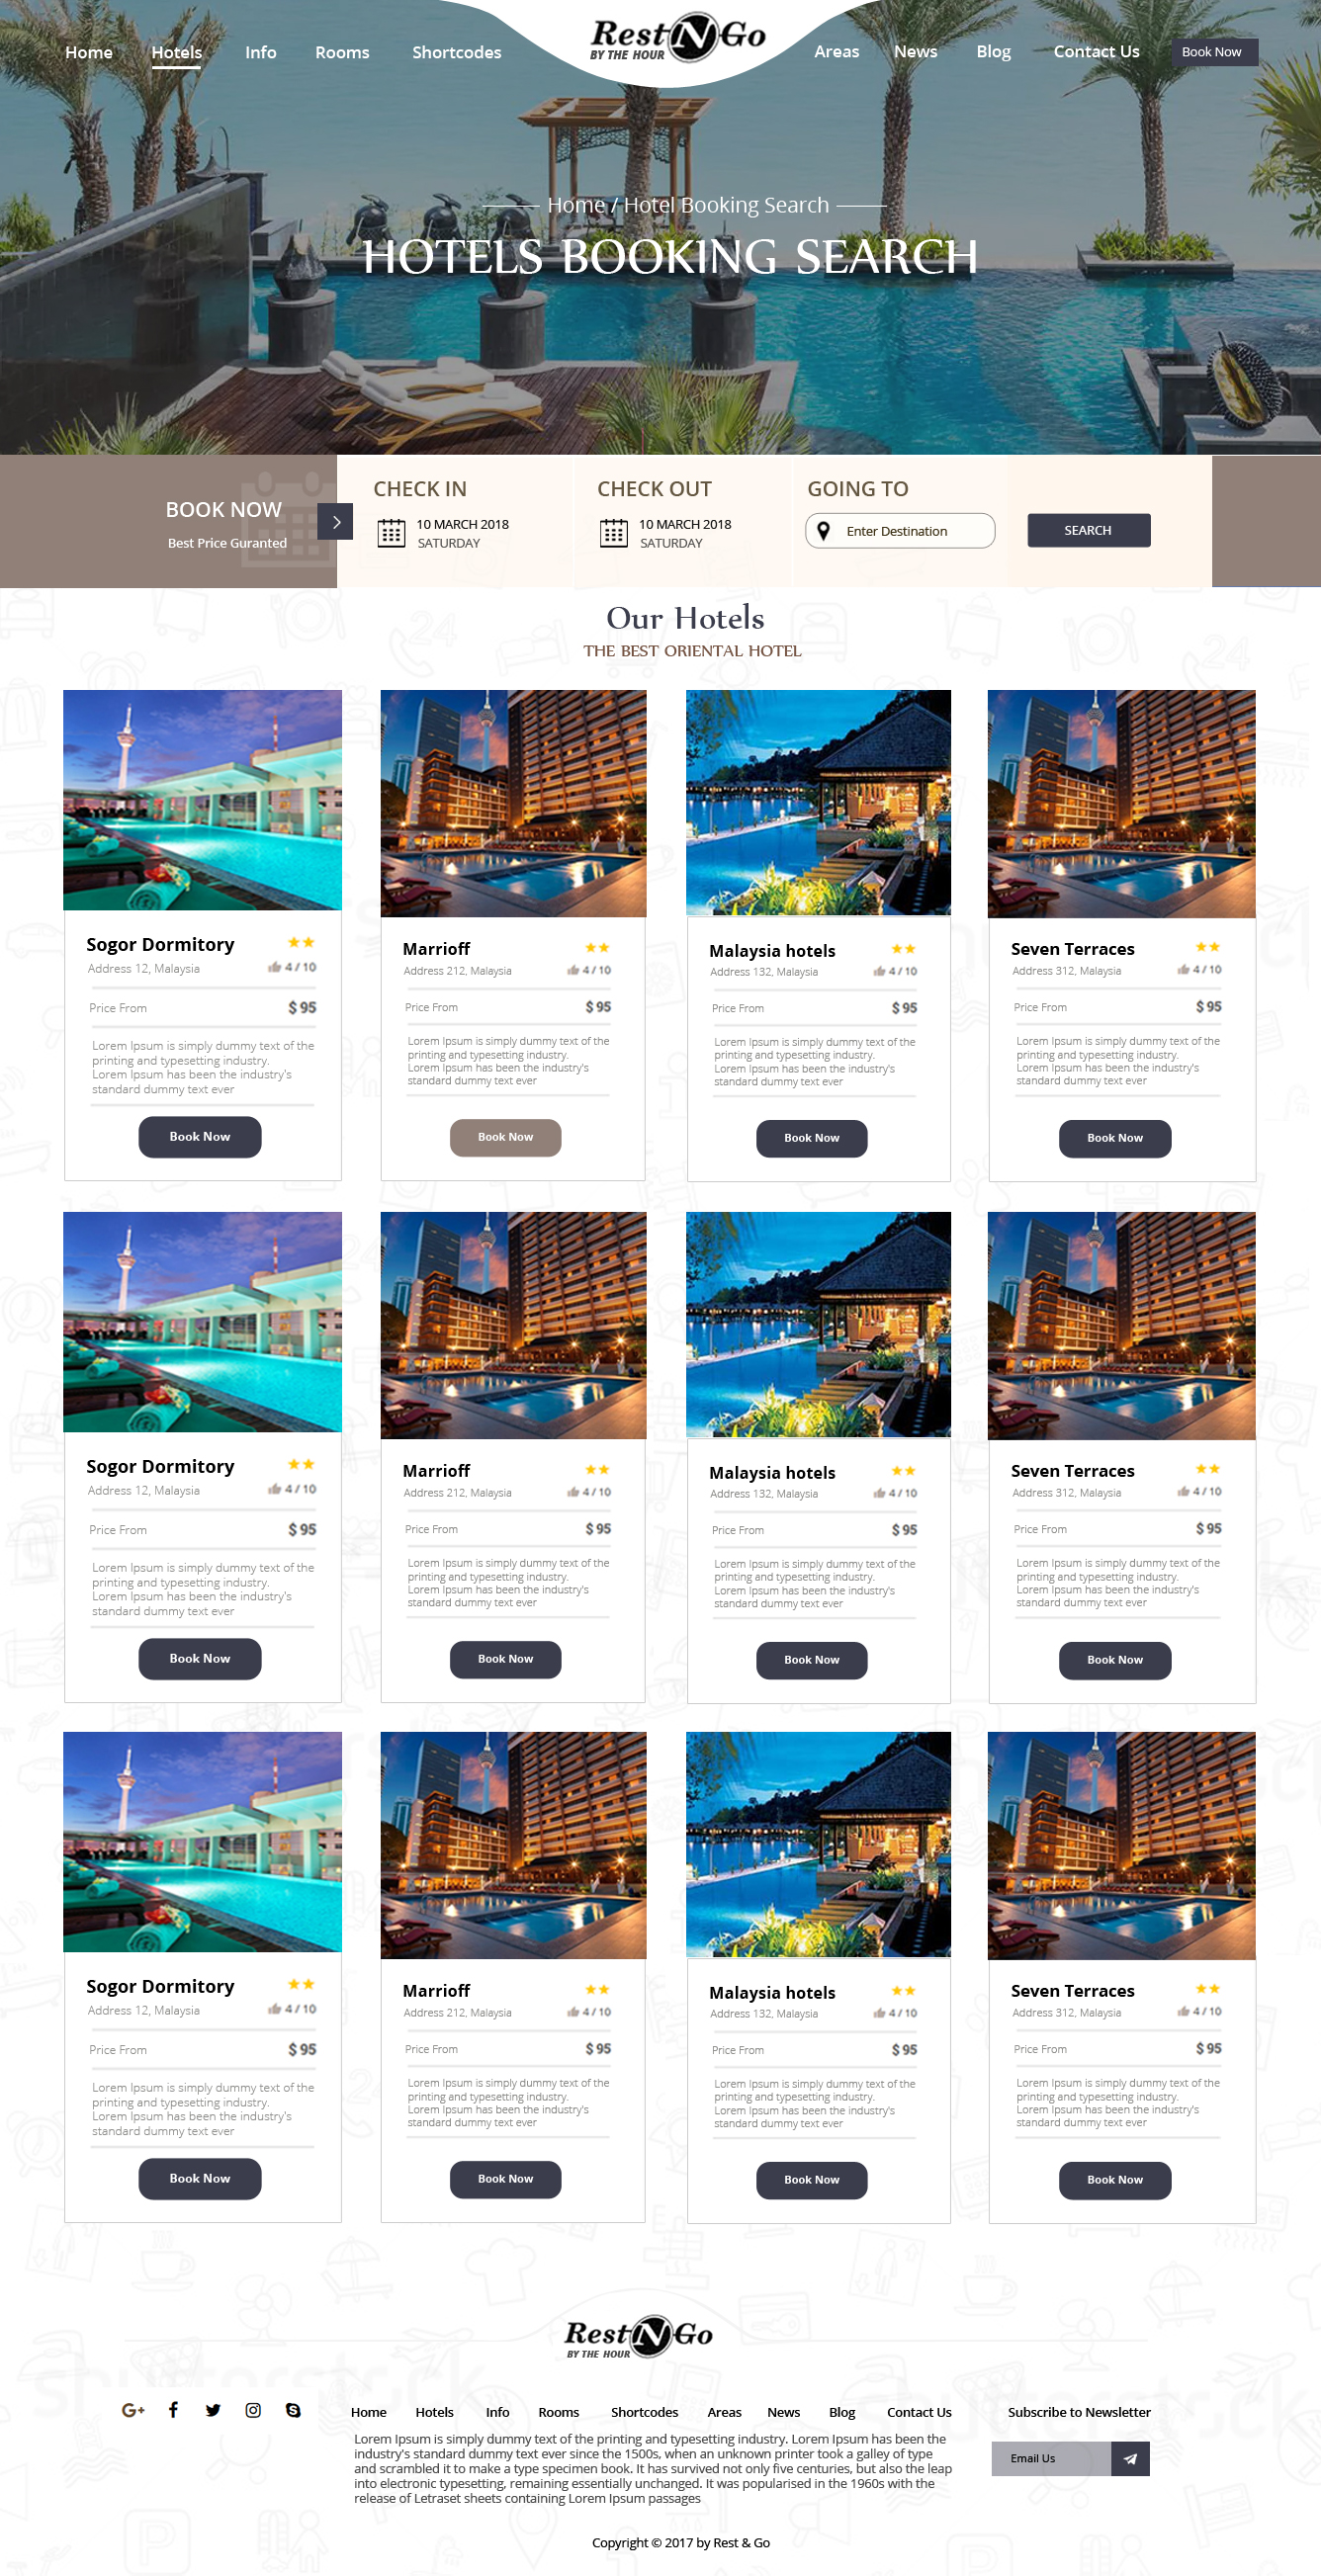 Home Hotels Info Rooms Shortcodes
Rest N Go
BY THE HOUR
Areas News Blog Contact Us Book Now
Home / Hotel Booking Search
HOTELS BOOKING SEARCH
BOOK NOW
Best Price Guranted
CHECK IN
10 MARCH 2018
SATURDAY
CHECK OUT
10 MARCH 2018
SATURDAY
GOING TO
Enter Destination
SEARCH
Our Hotels
THE BEST ORIENTAL HOTEL
Sogor Dormitory
Address 12, Malaysia 4 / 10
Price From $ 95
Lorem Ipsum is simply dummy text of the
printing and typesetting industry.
Lorem Ipsum has been the industry's
standard dummy text ever
Book Now
Marrioff
Address 212, Malaysia 4 / 10
Price From $ 95
Lorem Ipsum is simply dummy text of the
printing and typesetting industry.
Lorem Ipsum has been the industry's
standard dummy text ever
Book Now
Malaysia hotels
Address 132, Malaysia 4 / 10
Price From $ 95
Lorem Ipsum is simply dummy text of the
printing and typesetting industry.
Lorem Ipsum has been the industry's
standard dummy text ever
Book Now
Seven Terraces
Address 312, Malaysia 4 / 10
Price From $ 95
Lorem Ipsum is simply dummy text of the
printing and typesetting industry.
Lorem Ipsum has been the industry's
standard dummy text ever
Book Now
Sogor Dormitory
Address 12, Malaysia 4 / 10
Price From $ 95
Lorem Ipsum is simply dummy text of the
printing and typesetting industry.
Lorem Ipsum has been the industry's
standard dummy text ever
Book Now
Marrioff
Address 212, Malaysia 4 / 10
Price From $ 95
Lorem Ipsum is simply dummy text of the
printing and typesetting industry.
Lorem Ipsum has been the industry's
standard dummy text ever
Book Now
Malaysia hotels
Address 132, Malaysia 4 / 10
Price From $ 95
Lorem Ipsum is simply dummy text of the
printing and typesetting industry.
Lorem Ipsum has been the industry's
standard dummy text ever
Book Now
Seven Terraces
Address 312, Malaysia 4 / 10
Price From $ 95
Lorem Ipsum is simply dummy text of the
printing and typesetting industry.
Lorem Ipsum has been the industry's
standard dummy text ever
Book Now
Sogor Dormitory
Address 12, Malaysia 4 / 10
Price From $ 95
Lorem Ipsum is simply dummy text of the
printing and typesetting industry.
Lorem Ipsum has been the industry's
standard dummy text ever
Book Now
Marrioff
Address 212, Malaysia 4 / 10
Price From $ 95
Lorem Ipsum is simply dummy text of the
printing and typesetting industry.
Lorem Ipsum has been the industry's
standard dummy text ever
Book Now
Malaysia hotels
Address 132, Malaysia 4 / 10
Price From $ 95
Lorem Ipsum is simply dummy text of the
printing and typesetting industry.
Lorem Ipsum has been the industry's
standard dummy text ever
Book Now
Seven Terraces
Address 312, Malaysia 4 / 10
Price From $ 95
Lorem Ipsum is simply dummy text of the
printing and typesetting industry.
Lorem Ipsum has been the industry's
standard dummy text ever
Book Now
Rest N Go
BY THE HOUR
Home Hotels Info Rooms Shortcodes Areas News Blog Contact Us
Lorem Ipsum is simply dummy text of the printing and typesetting industry. Lorem Ipsum has been the
industry's standard dummy text ever since the 1500s, when an unknown printer took a galley of type
and scrambled it to make a type specimen book. It has survived not only five centuries, but also the leap
into electronic typesetting, remaining essentially unchanged. It was popularised in the 1960s with the
release of Letraset sheets containing Lorem Ipsum passages
Subscribe to Newsletter
Email Us
Copyright © 2017 by Rest & Go